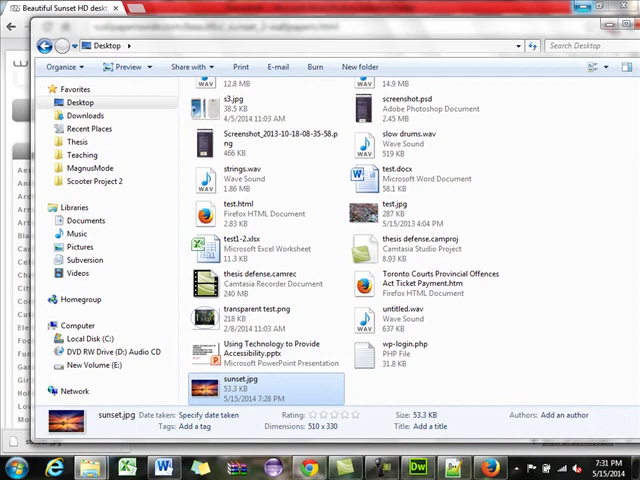 Beautiful Sunset HD deskt
Desktop
Search Desktop
Organize
Preview
Share with
Print
E-mail
Burn
New folder
Favorites
Desktop
Downloads
Recent Places
Thesis
Teaching
MagnusMode
Scooter Project 2
Libraries
Documents
Music
Pictures
Subversion
Videos
Homegroup
Computer
Local Disk (C:)
DVD RW Drive (D:) Audio CD
New Volume (E:)
Network
12.8 MB
14.9 MB
s3.jpg
38.5 KB
4/5/2014 11:03 AM
screenshot.psd
Adobe Photoshop Document
Screenshot_2013-10-18-08-35-58.p
ng
466 KB
slow drums.wav
Wave Sound
519 KB
strings.wav
Wave Sound
1.86 MB
test.docx
Microsoft Word Document
58.1 KB
test.html
Firefox HTML Document
test.jpg
287 KB
5/15/2013 4:04 PM
test1-2.xlsx
Microsoft Excel Worksheet
11.3 KB
thesis defense.camproj
Camtasia Studio Project
8.93 KB
thesis defense.camrec
Camtasia Recorder Document
240 MB
Toronto Courts Provincial Offences
Act Ticket Payment.htm
Firefox HTML Document
transparent test.png
218 KB
2/8/2014 11:03 AM
untitled.wav
Wave Sound
637 KB
Using Technology to Provide
Accessibility.pptx
Microsoft PowerPoint Presentation
wp-login.php
PHP File
31.8 KB
sunset.jpg
53.3 KB
5/15/2014 7:28 PM
sunset.jpg
Date taken: Specify date taken
Rating:
Size: 53.3 KB
Authors: Add an author
Tags: Add a tag
Dimensions: 510 x 330
Title: Add a title
7:31 PM
5/15/2014